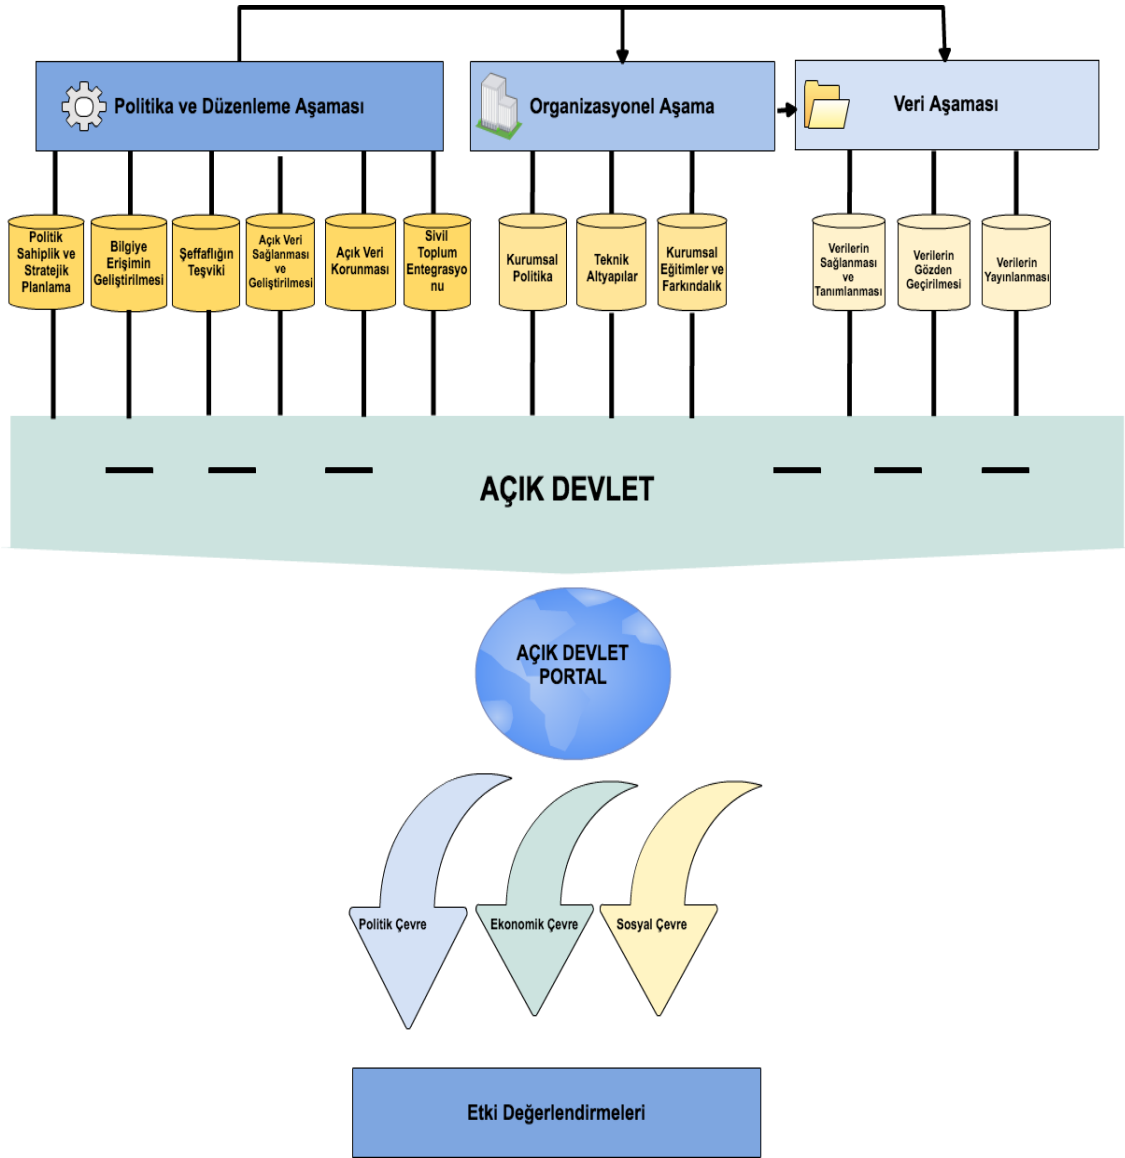 Politika ve Düzenleme Aşaması
Organizasyonel Aşama
Veri Aşaması
Politik
Sahiplik ve
Stratejik
Planlama
Bilgiye
Erişimin
Geliştirilmesi
Şeffaflığın
Teşviki
Açık Veri
Sağlanması
ve
Geliştirilmesi
Açık Veri
Korunması
Sivil
Toplum
Entegrasyo
nu
Kurumsal
Politika
Teknik
Altyapılar
Kurumsal
Eğitimler ve
Farkındalık
Verilerin
Sağlanması
ve
Tanımlanması
Verilerin
Gözden
Geçirilmesi
Verilerin
Yayınlanması
AÇIK DEVLET
AÇIK DEVLET
PORTAL
Politik Çevre
Ekonomik Çevre
Sosyal Çevre
Etki Değerlendirmeleri